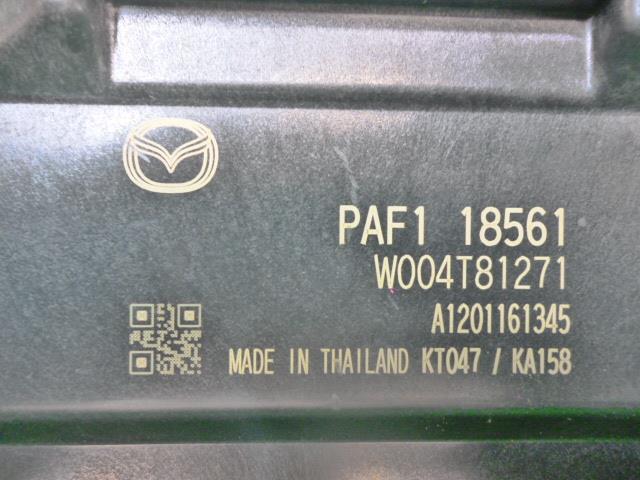 PAF1 18561
W004T81271
A1201161345
MADE IN THAILAND KT047 / KA158